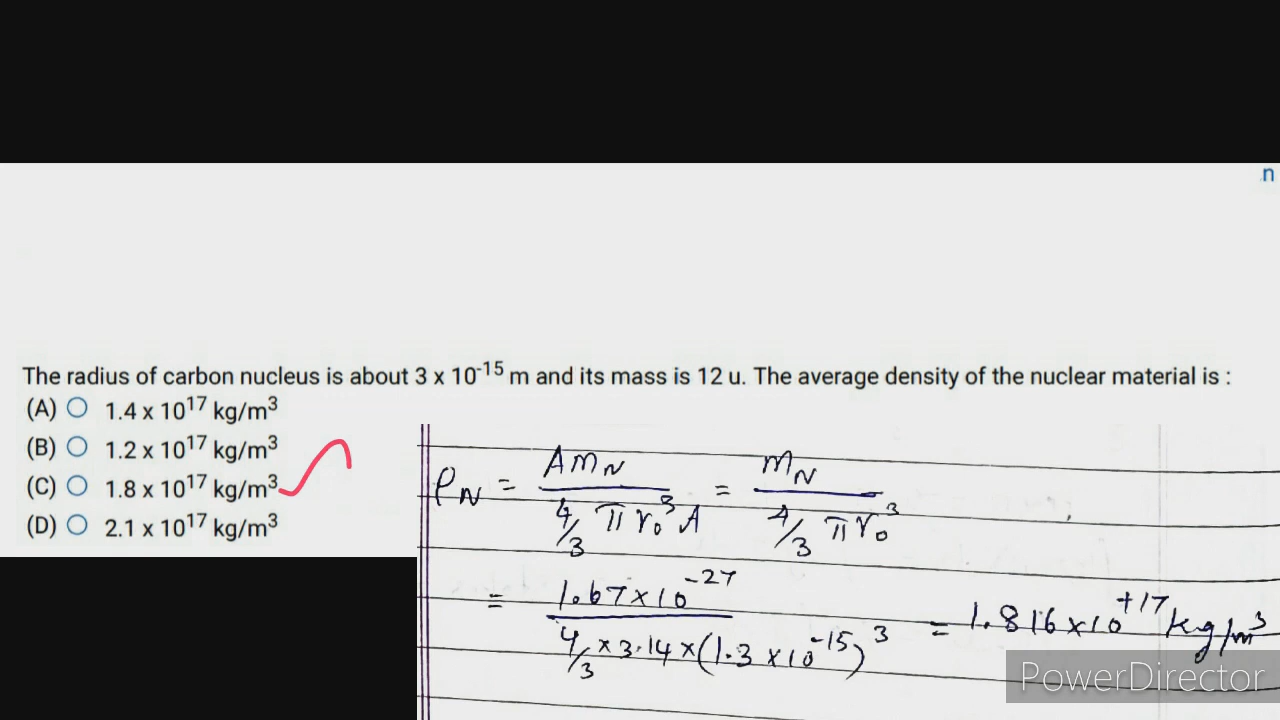 n
The radius of carbon nucleus is about 3 x 10⁻¹⁵ m and its mass is 12 u. The average density of the nuclear material is :
(A) 1.4 x 10¹⁷ kg/m³
(B) 1.2 x 10¹⁷ kg/m³
(C) 1.8 x 10¹⁷ kg/m³
(D) 2.1 x 10¹⁷ kg/m³
ρN = AmN / (4/3 π r₀³ A) = mN / (4/3 π r₀³)
= 1.67×10⁻²⁷ / (4/3 × 3.14 × (1.3 ×10⁻¹⁵)³) = 1.816×10⁺¹⁷ kg/m³
PowerDirector